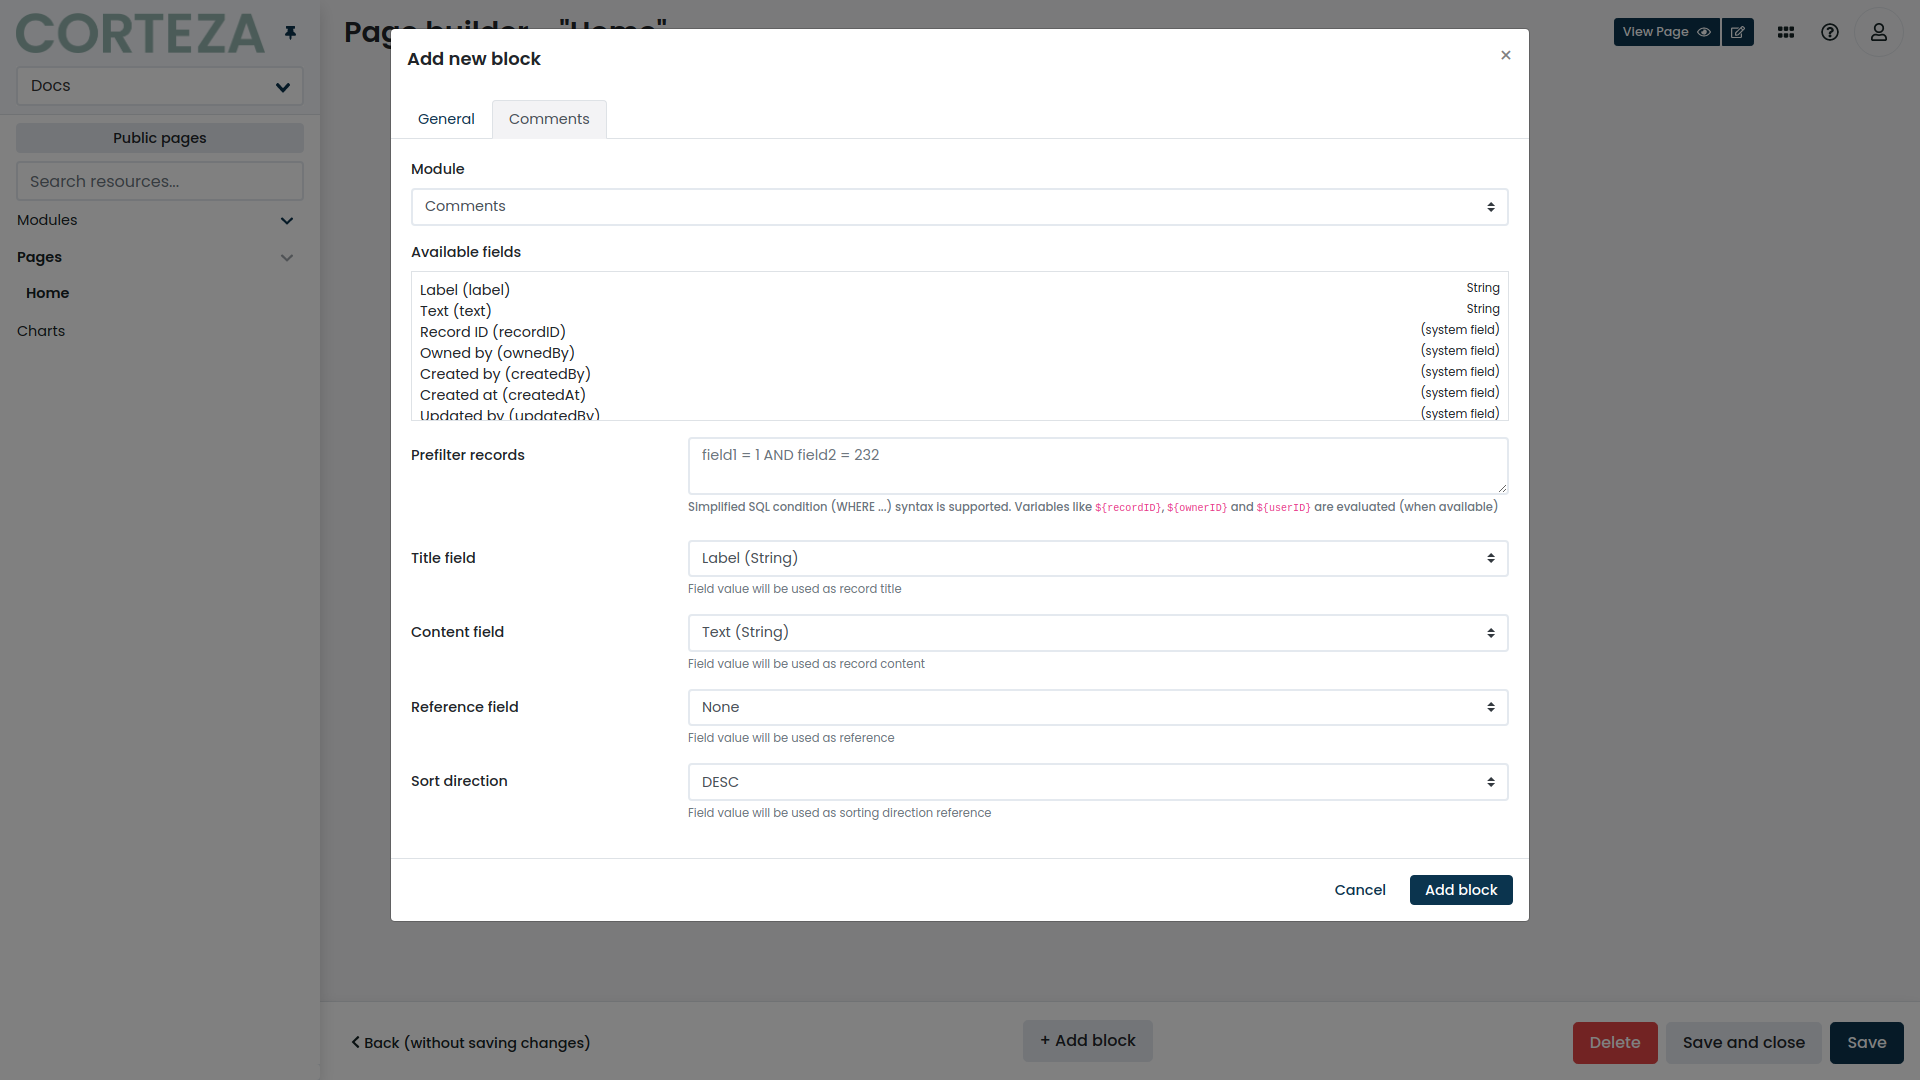 CORTEZA
Docs
Public pages
Search resources...
Modules
Pages
Home
Charts
Page builder - "Home"
View Page
Add new block
×
General
Comments
Module
Comments
Available fields
Label (label) String
Text (text) String
Record ID (recordID) (system field)
Owned by (ownedBy) (system field)
Created by (createdBy) (system field)
Created at (createdAt) (system field)
Updated by (updatedBy) (system field)
Prefilter records
field1 = 1 AND field2 = 232
Simplified SQL condition (WHERE ...) syntax is supported. Variables like ${recordID}, ${ownerID} and ${userID} are evaluated (when available)
Title field
Label (String)
Field value will be used as record title
Content field
Text (String)
Field value will be used as record content
Reference field
None
Field value will be used as reference
Sort direction
DESC
Field value will be used as sorting direction reference
Cancel
Add block
Back (without saving changes)
+ Add block
Delete
Save and close
Save